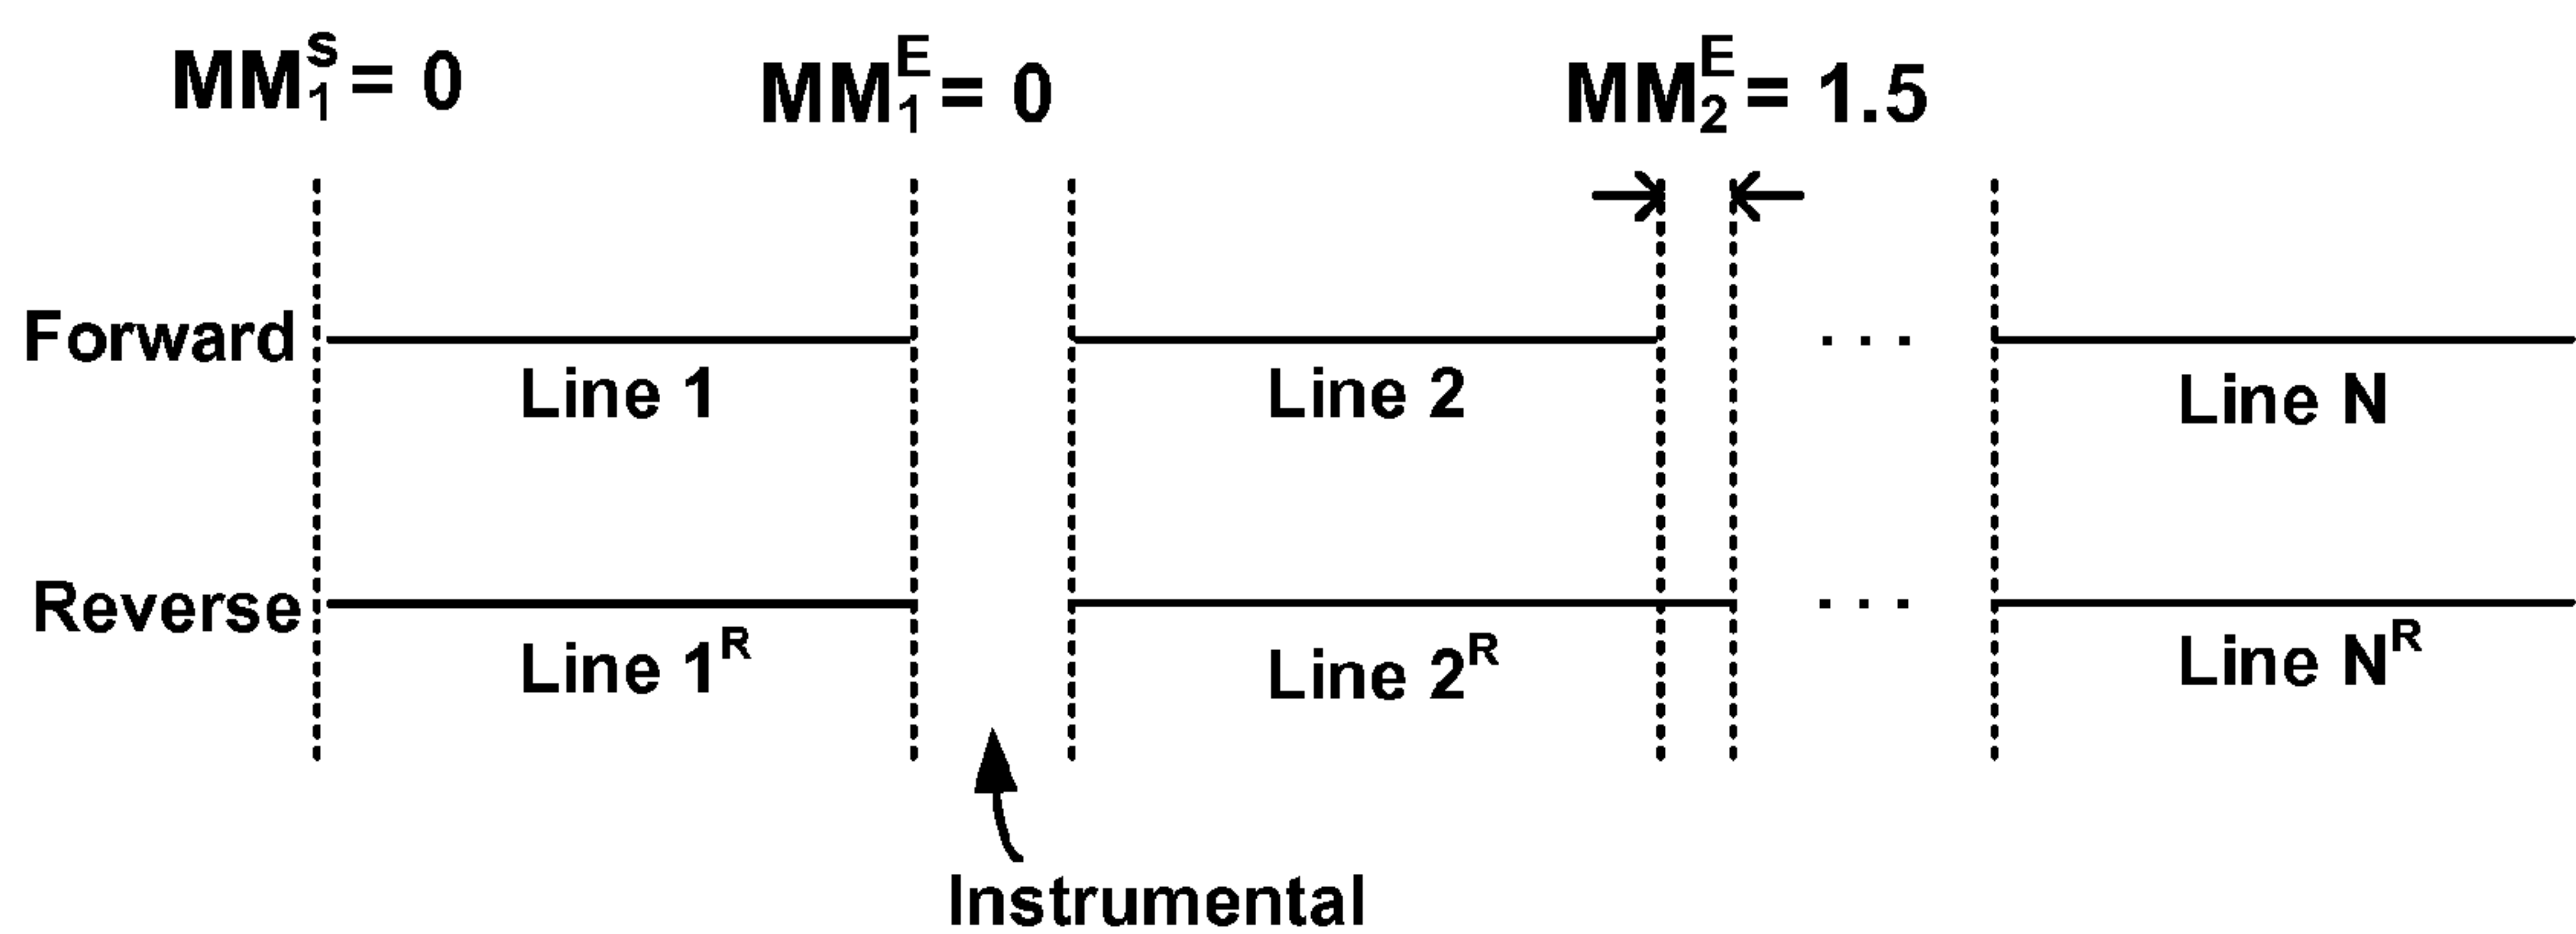 MM₁ˢ = 0
MM₁ᴱ = 0
MM₂ᴱ = 1.5
Forward
Line 1
Line 2
. . .
Line N
Reverse
Line 1ᴿ
Line 2ᴿ
. . .
Line Nᴿ
Instrumental